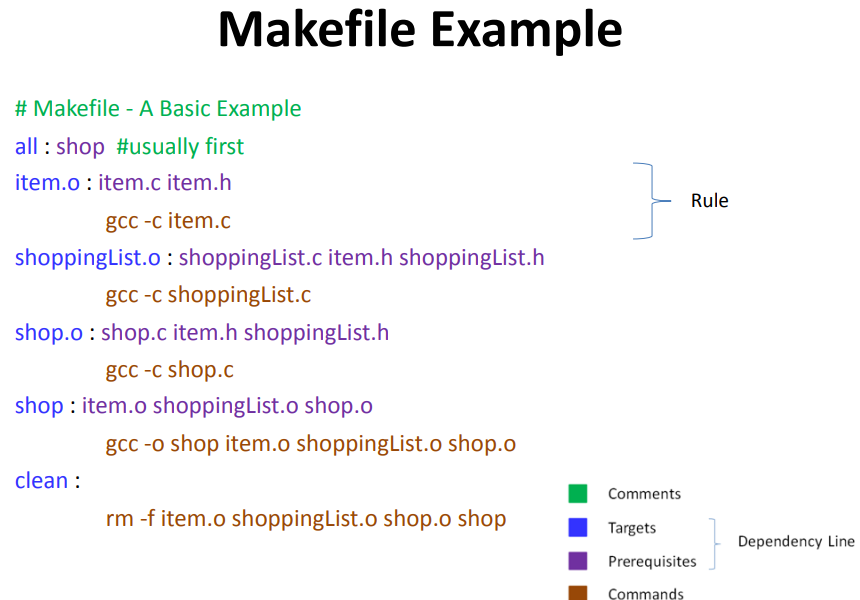 Makefile Example
# Makefile - A Basic Example
all : shop #usually first
item.o : item.c item.h
gcc -c item.c
Rule
shoppingList.o : shoppingList.c item.h shoppingList.h
gcc -c shoppingList.c
shop.o : shop.c item.h shoppingList.h
gcc -c shop.c
shop : item.o shoppingList.o shop.o
gcc -o shop item.o shoppingList.o shop.o
clean :
rm -f item.o shoppingList.o shop.o shop
Comments
Targets
Prerequisites
Dependency Line
Commands